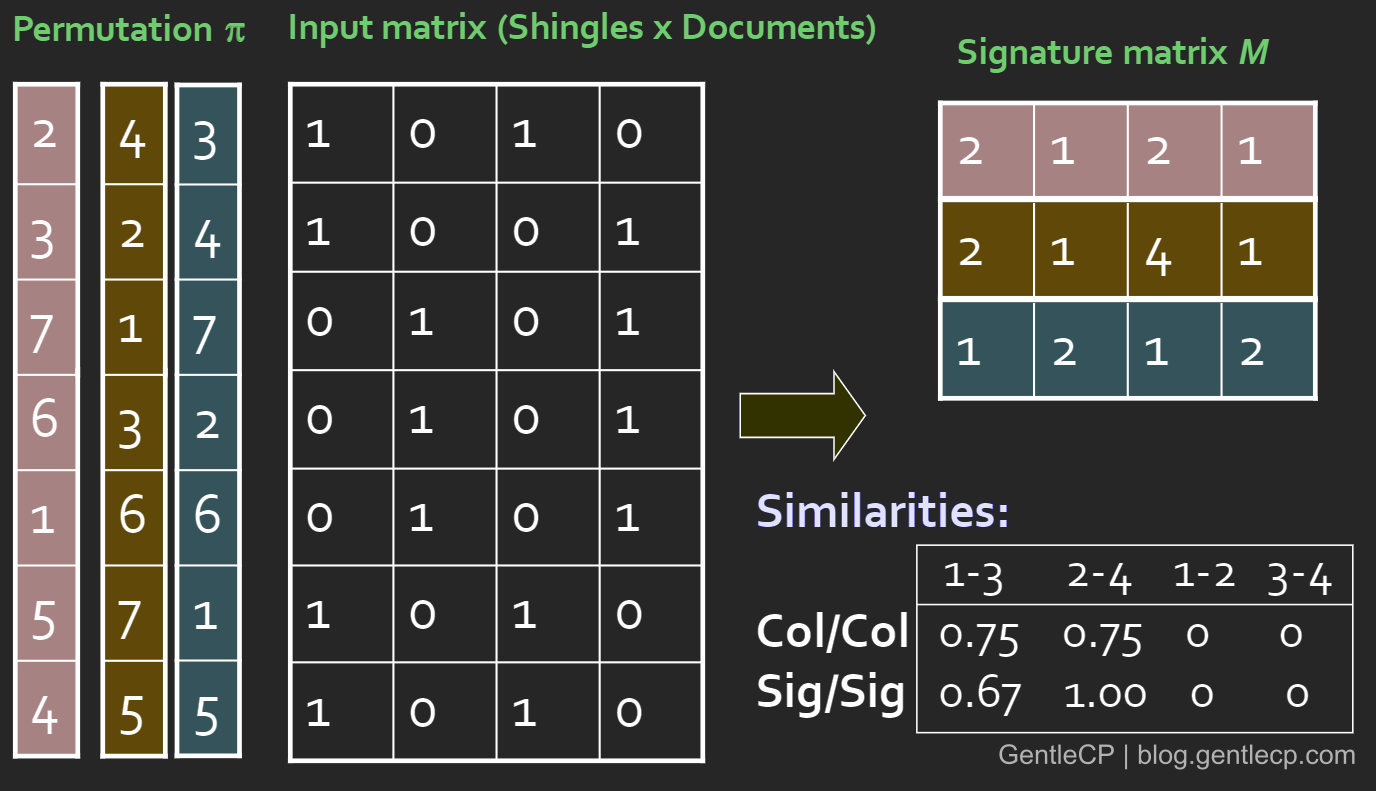 Permutation π
Input matrix (Shingles x Documents)
Signature matrix M
2 4 3 1 0 1 0
3 2 4 1 0 0 1
7 1 7 0 1 0 1
6 3 2 0 1 0 1
1 6 6 0 1 0 1
5 7 1 1 0 1 0
4 5 5 1 0 1 0
2 1 2 1
2 1 4 1
1 2 1 2
Similarities:
1-3 2-4 1-2 3-4
Col/Col 0.75 0.75 0 0
Sig/Sig 0.67 1.00 0 0
GentleCP | blog.gentlecp.com